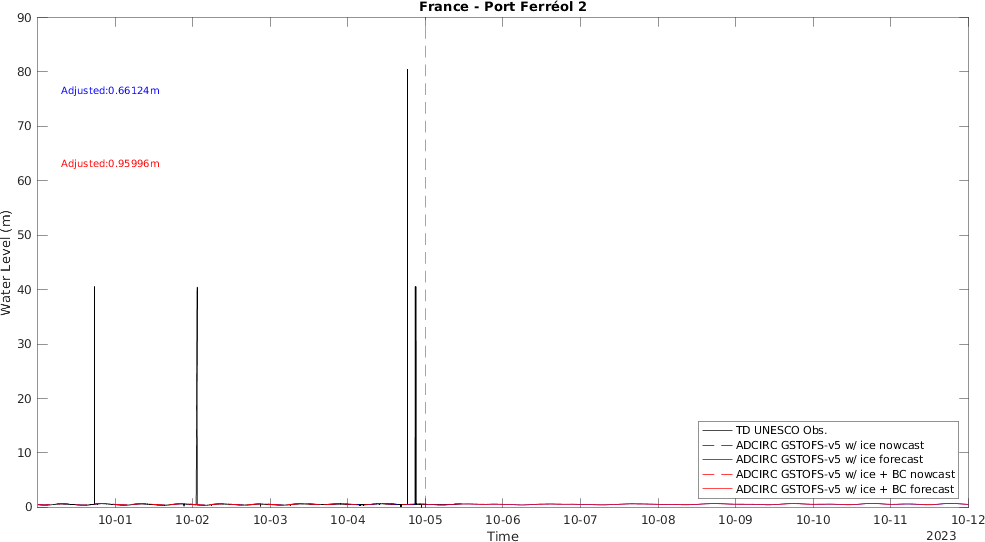 France - Port Ferréol 2
90
80
70
60
50
40
30
20
10
0
Water Level (m)
Adjusted:0.66124m
Adjusted:0.95996m
TD UNESCO Obs.
ADCIRC GSTOFS-v5 w/ ice nowcast
ADCIRC GSTOFS-v5 w/ ice forecast
ADCIRC GSTOFS-v5 w/ ice + BC nowcast
ADCIRC GSTOFS-v5 w/ ice + BC forecast
10-01 10-02 10-03 10-04 10-05 10-06 10-07 10-08 10-09 10-10 10-11 10-12
Time
2023